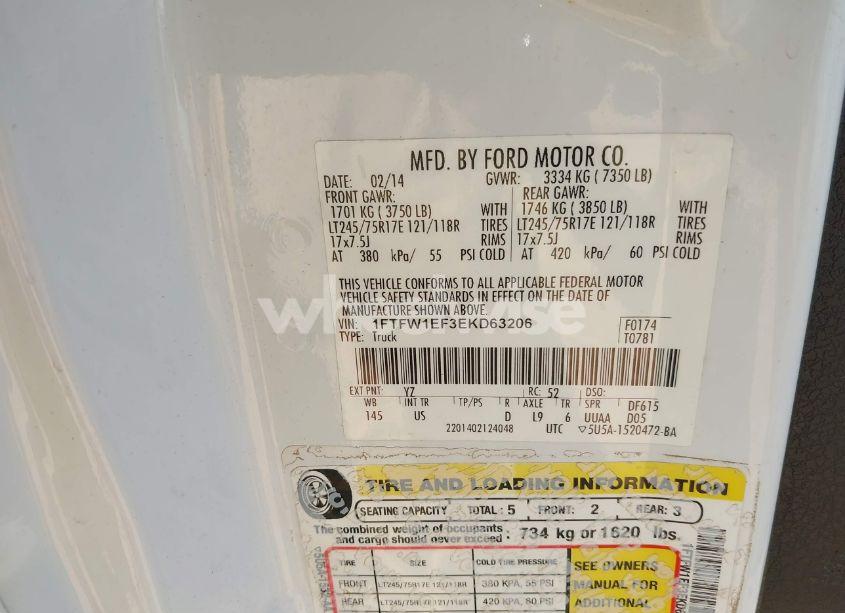 MFD. BY FORD MOTOR CO.
DATE: 02/14 GVWR: 3334 KG ( 7350 LB)
FRONT GAWR: REAR GAWR:
1701 KG ( 3750 LB) WITH 1746 KG ( 3850 LB) WITH
LT245/75R17E 121/118R TIRES LT245/75R17E 121/118R TIRES
17x7.5J RIMS 17x7.5J RIMS
AT 380 kPa/ 55 PSI COLD AT 420 kPa/ 60 PSI COLD
THIS VEHICLE CONFORMS TO ALL APPLICABLE FEDERAL MOTOR
VEHICLE SAFETY STANDARDS IN EFFECT ON THE DATE OF
MANUFACTURE SHOWN ABOVE.
VIN: 1FTFW1EF3EKD63206 F0174
TYPE: Truck T0781
EXT PNT: YZ RC: 52 DSO:
WB INT TR TP/PS R AXLE TR SPR DF615
145 US D L9 6 UUAA D05
2201402124048 UTC ▽5U5A-1520472-BA
TIRE AND LOADING INFORMATION
SEATING CAPACITY TOTAL: 5 FRONT: 2 REAR: 3
The combined weight of occupants
and cargo should never exceed: 734 kg or 1620 lbs.
TIRE SIZE COLD TIRE PRESSURE SEE OWNERS
FRONT LT245/75R17E 121/118R 380 KPA, 55 PSI MANUAL FOR
REAR LT245/75R17E 121/118R 420 KPA, 60 PSI ADDITIONAL